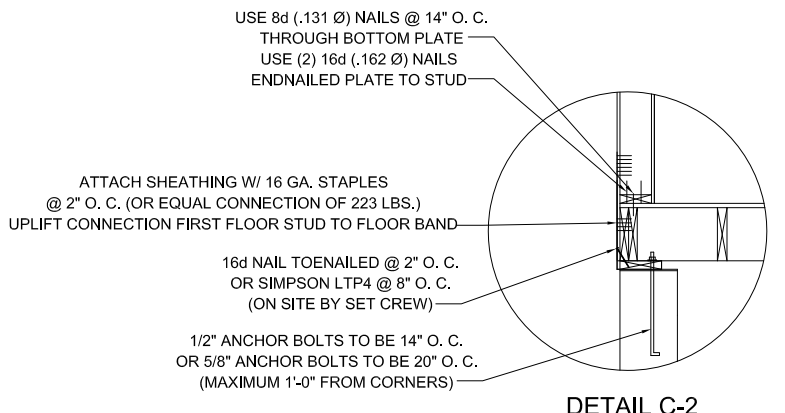 USE 8d (.131 Ø) NAILS @ 14" O. C.
THROUGH BOTTOM PLATE
USE (2) 16d (.162 Ø) NAILS
ENDNAILED PLATE TO STUD
ATTACH SHEATHING W/ 16 GA. STAPLES
@ 2" O. C. (OR EQUAL CONNECTION OF 223 LBS.)
UPLIFT CONNECTION FIRST FLOOR STUD TO FLOOR BAND
16d NAIL TOENAILED @ 2" O. C.
OR SIMPSON LTP4 @ 8" O. C.
(ON SITE BY SET CREW)
1/2" ANCHOR BOLTS TO BE 14" O. C.
OR 5/8" ANCHOR BOLTS TO BE 20" O. C.
(MAXIMUM 1'-0" FROM CORNERS)
DETAIL C-2